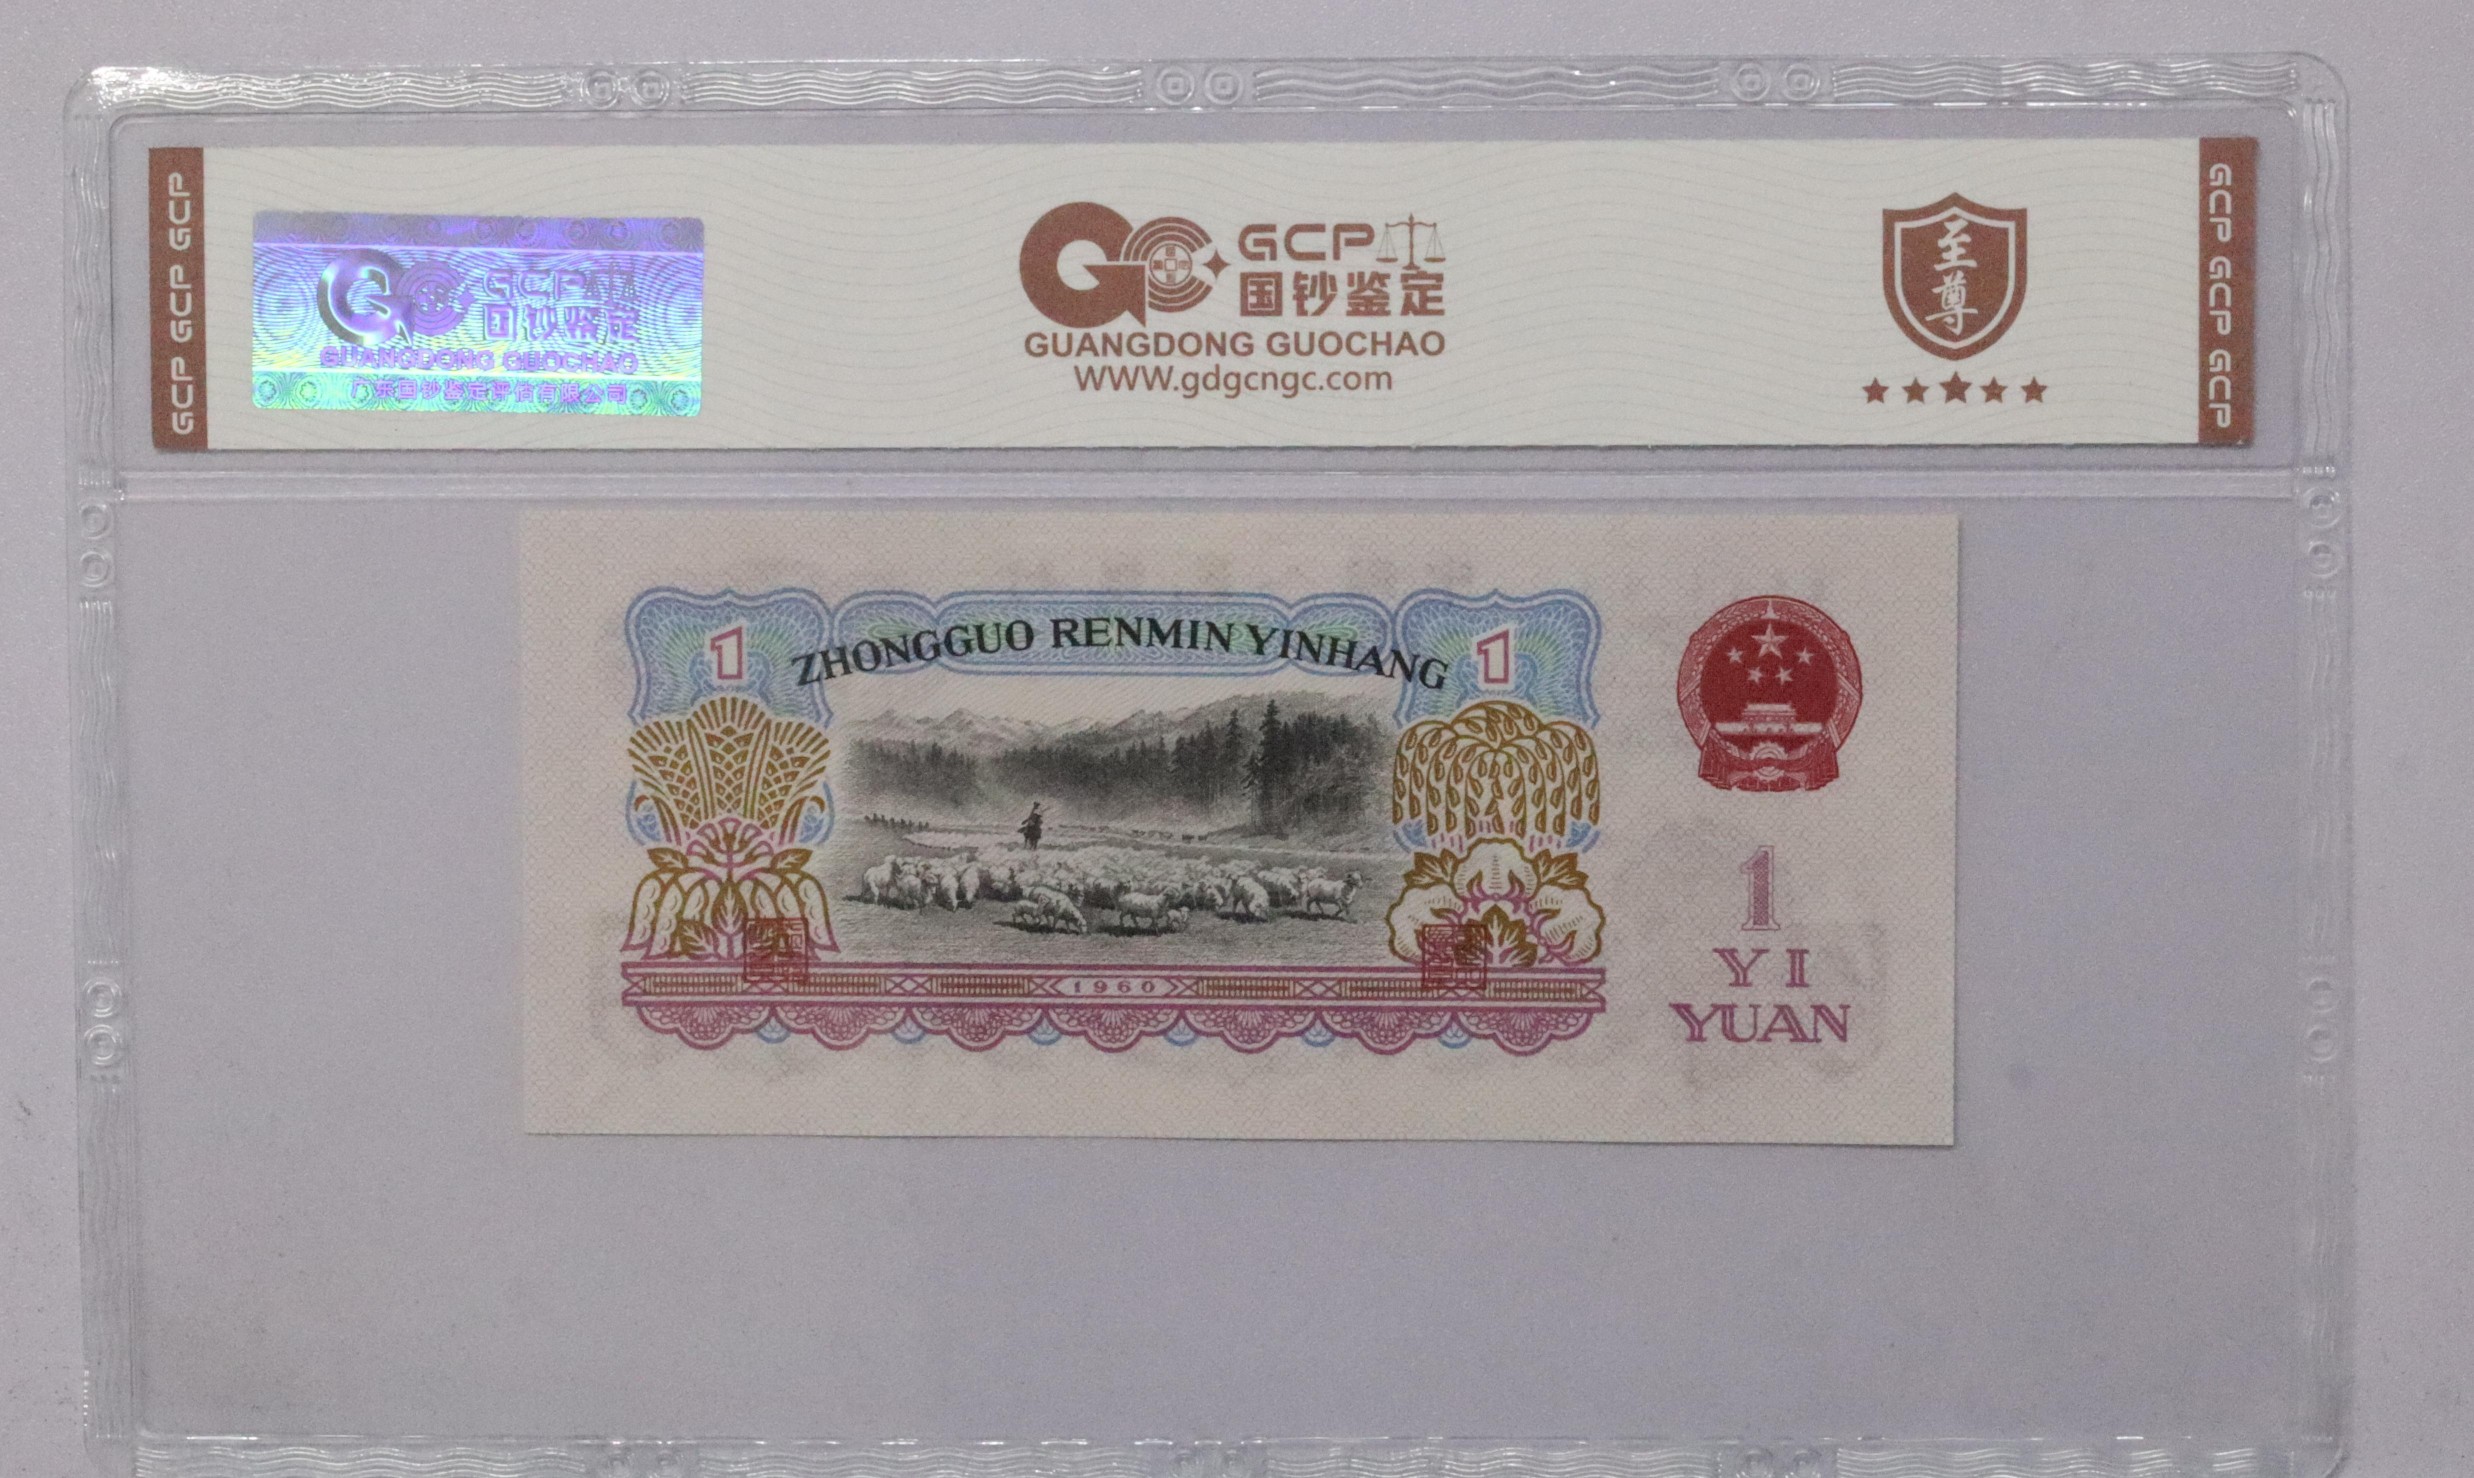 GCP GCP GCP
GCP
国钞鉴定
GUANGDONG GUOCHAO
广东国钞鉴定评估有限公司
GCP
国钞鉴定
GUANGDONG GUOCHAO
WWW.gdgcngc.com
至尊
GCP GCP GCP
1
ZHONGGUO RENMIN YINHANG
1
1960
1
YI
YUAN